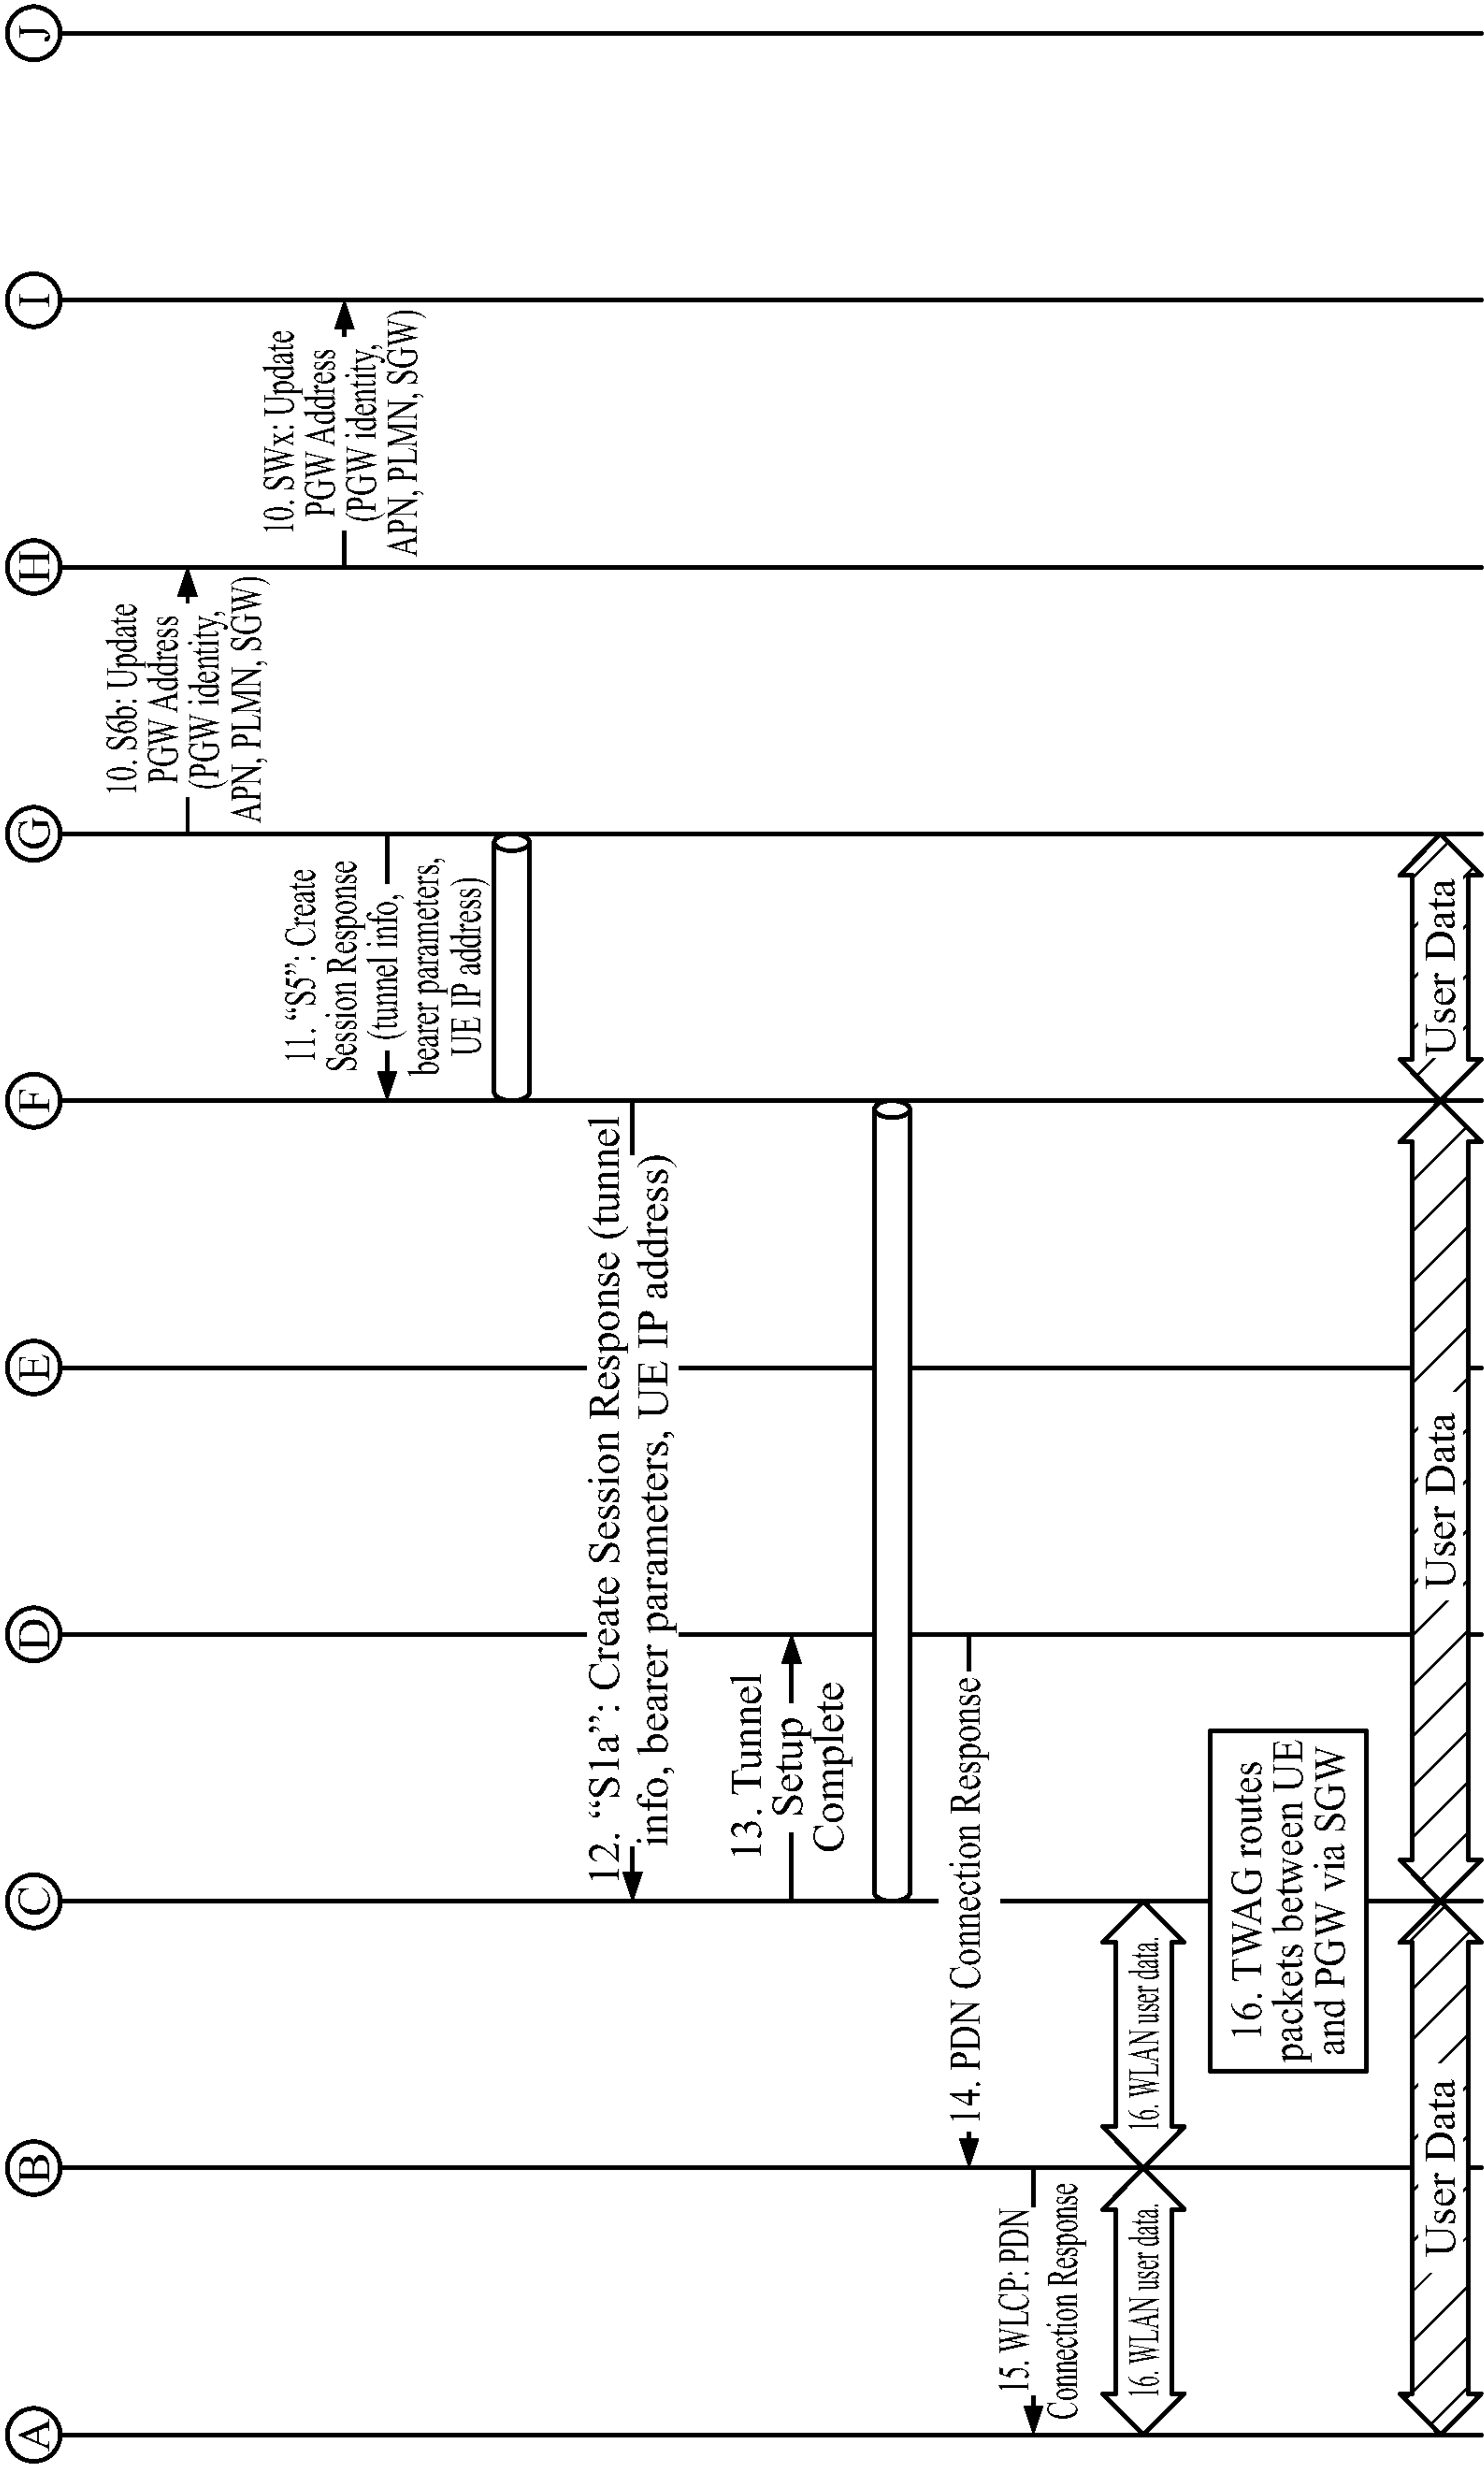 A
B
C
D
E
F
G
H
I
J
10. S6b: Update
PGW Address
(PGW identity,
APN, PLMN, SGW)
10. SWx: Update
PGW Address
(PGW identity,
APN, PLMN, SGW)
11. “S5”: Create
Session Response
(tunnel info,
bearer parameters,
UE IP address)
12. “S1a”: Create Session Response (tunnel
info, bearer parameters, UE IP address)
13. Tunnel
Setup
Complete
14. PDN Connection Response
15. WLCP: PDN
Connection Response
16. WLAN user data.
16. WLAN user data.
16. TWAG routes
packets between UE
and PGW via SGW
User Data
User Data
User Data